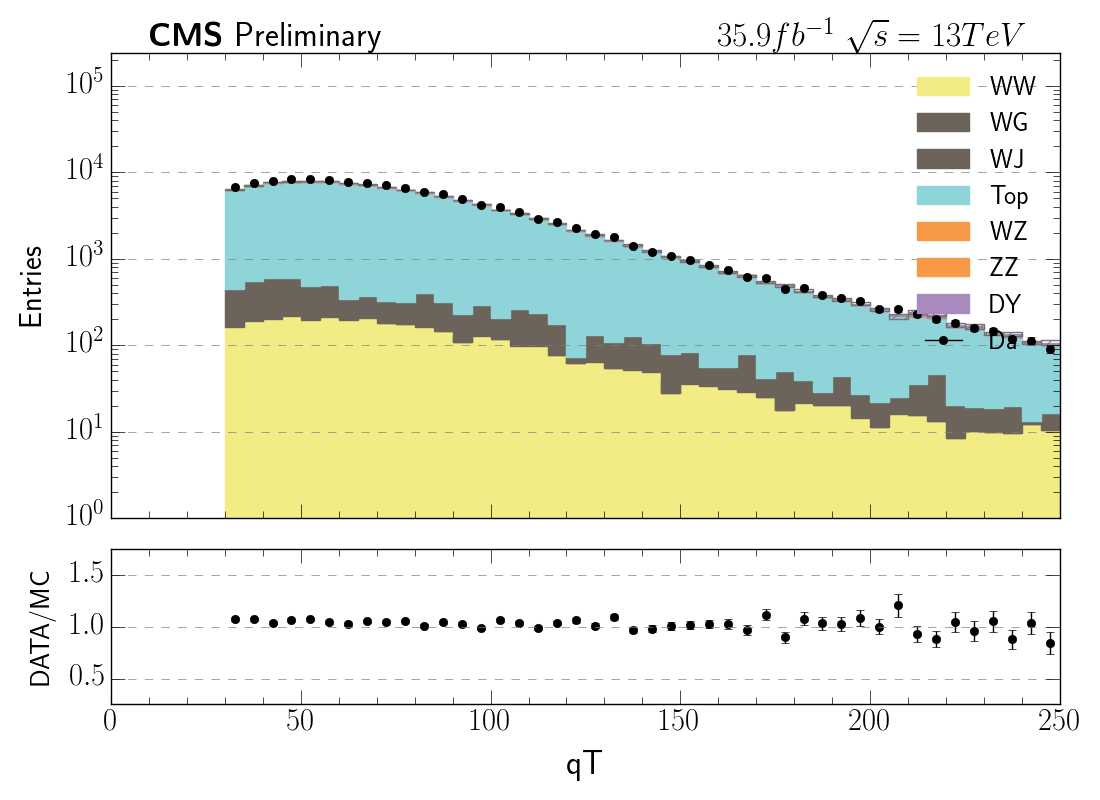 CMS Preliminary 35.9fb⁻¹ √s = 13TeV
10⁵
10⁴
10³
10²
10¹
10⁰
Entries
WW
WG
WJ
Top
WZ
ZZ
DY
Da
1.5
1.0
0.5
DATA/MC
0 50 100 150 200 250
qT